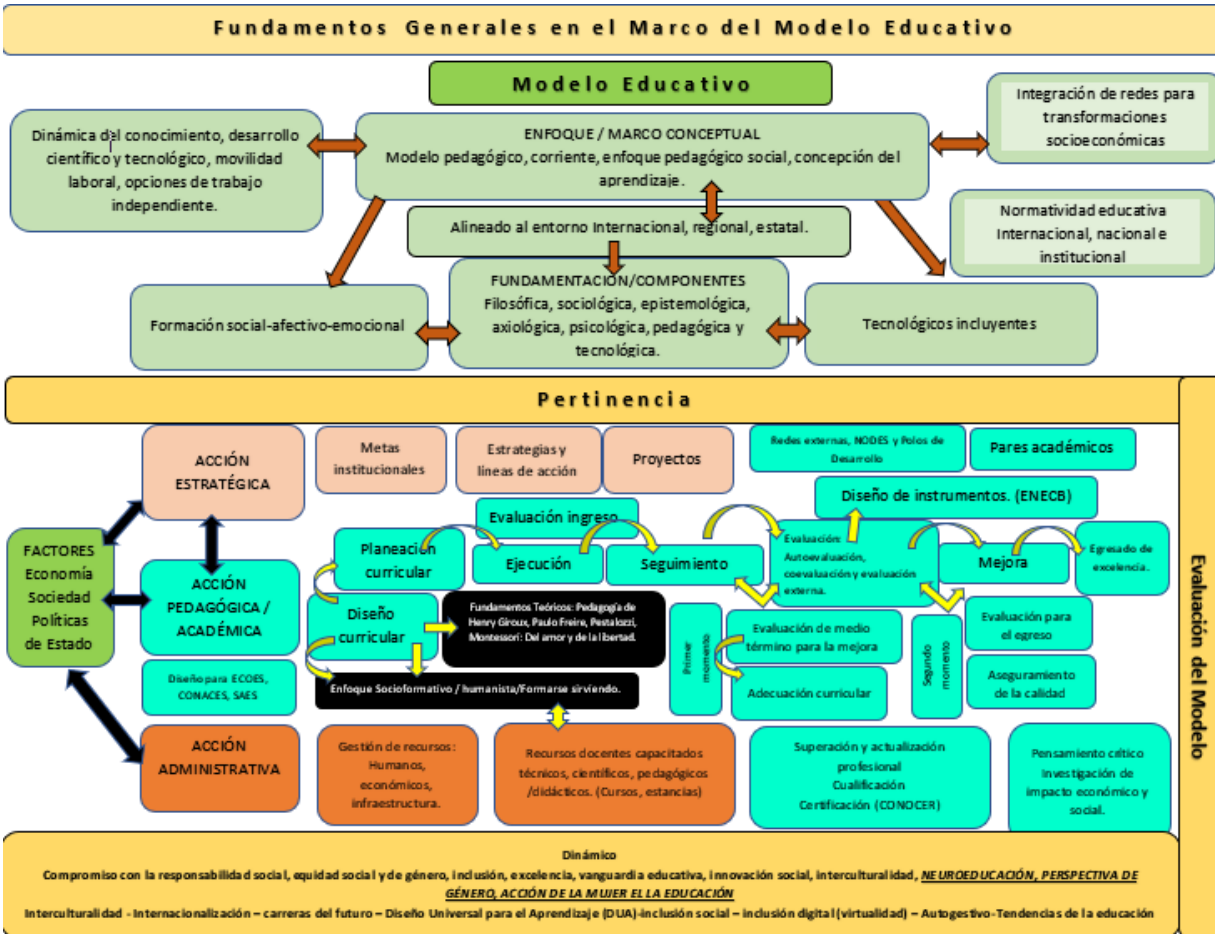 Fundamentos Generales en el Marco del Modelo Educativo
Modelo Educativo
Dinámica del conocimiento, desarrollo
científico y tecnológico, movilidad
laboral, opciones de trabajo
independiente.
ENFOQUE / MARCO CONCEPTUAL
Modelo pedagógico, corriente, enfoque pedagógico social, concepción del
aprendizaje.
Integración de redes para
transformaciones
socioeconómicas
Alineado al entorno Internacional, regional, estatal.
Normatividad educativa
Internacional, nacional e
institucional
Formación social-afectivo-emocional
FUNDAMENTACIÓN/COMPONENTES
Filosófica, sociológica, epistemológica,
axiológica, psicológica, pedagógica y
tecnológica.
Tecnológicos incluyentes
Pertinencia
Evaluación del Modelo
FACTORES
Economía
Sociedad
Políticas
de Estado
ACCIÓN
ESTRATÉGICA
Metas
institucionales
Estrategias y
líneas de acción
Proyectos
Redes externas, NODES y Polos de
Desarrollo
Pares académicos
Diseño de instrumentos. (ENECB)
Evaluación ingreso
ACCIÓN
PEDAGÓGICA /
ACADÉMICA
Planeación
curricular
Ejecución
Seguimiento
Evaluación:
Autoevaluación,
coevaluación y evaluación
externa.
Mejora
Egresado de
excelencia.
Diseño
curricular
Fundamentos Teóricos: Pedagogía de
Henry Giroux, Paulo Freire, Pestalozzi,
Montessori: Del amor y de la libertad.
Primer
momento
Evaluación de medio
término para la mejora
Segundo
momento
Evaluación para
el egreso
Diseño para ECOES,
CONACES, SAES
Enfoque Socioformativo / humanista/Formarse sirviendo.
Adecuación curricular
Aseguramiento
de la calidad
ACCIÓN
ADMINISTRATIVA
Gestión de recursos:
Humanos,
económicos,
infraestructura.
Recursos docentes capacitados
técnicos, científicos, pedagógicos
/didácticos. (Cursos, estancias)
Superación y actualización
profesional
Cualificación
Certificación (CONOCER)
Pensamiento crítico
Investigación de
impacto económico y
social.
Dinámico
Compromiso con la responsabilidad social, equidad social y de género, inclusión, excelencia, vanguardia educativa, innovación social, interculturalidad, NEUROEDUCACIÓN, PERSPECTIVA DE
GÉNERO, ACCIÓN DE LA MUJER EL LA EDUCACIÓN
Interculturalidad - Internacionalización – carreras del futuro – Diseño Universal para el Aprendizaje (DUA)-inclusión social – inclusión digital (virtualidad) – Autogestivo-Tendencias de la educación